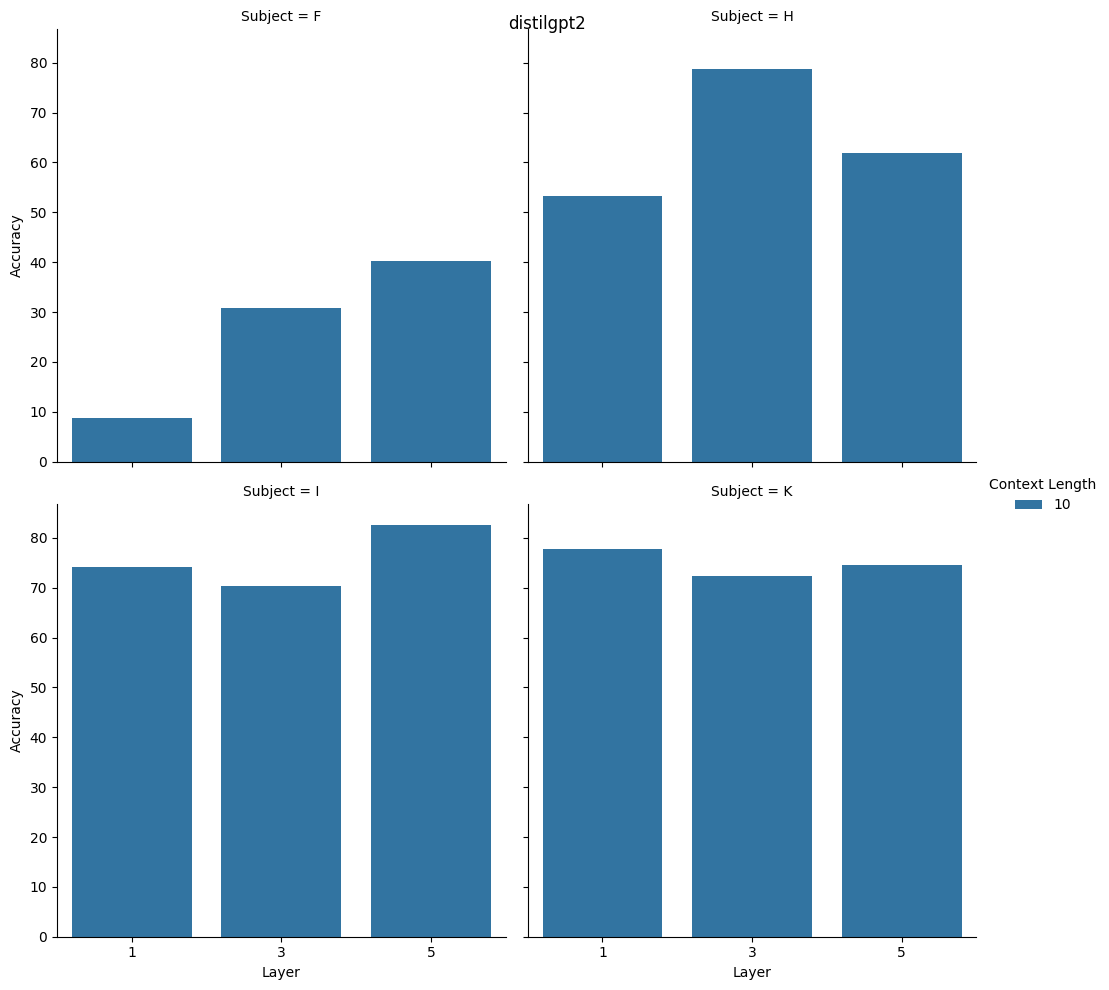 distilgpt2
Subject = F
Subject = H
80
70
60
50
40
30
20
10
0
Accuracy
Subject = I
Subject = K
80
70
60
50
40
30
20
10
0
Accuracy
1 3 5
1 3 5
Layer
Layer
Context Length
10